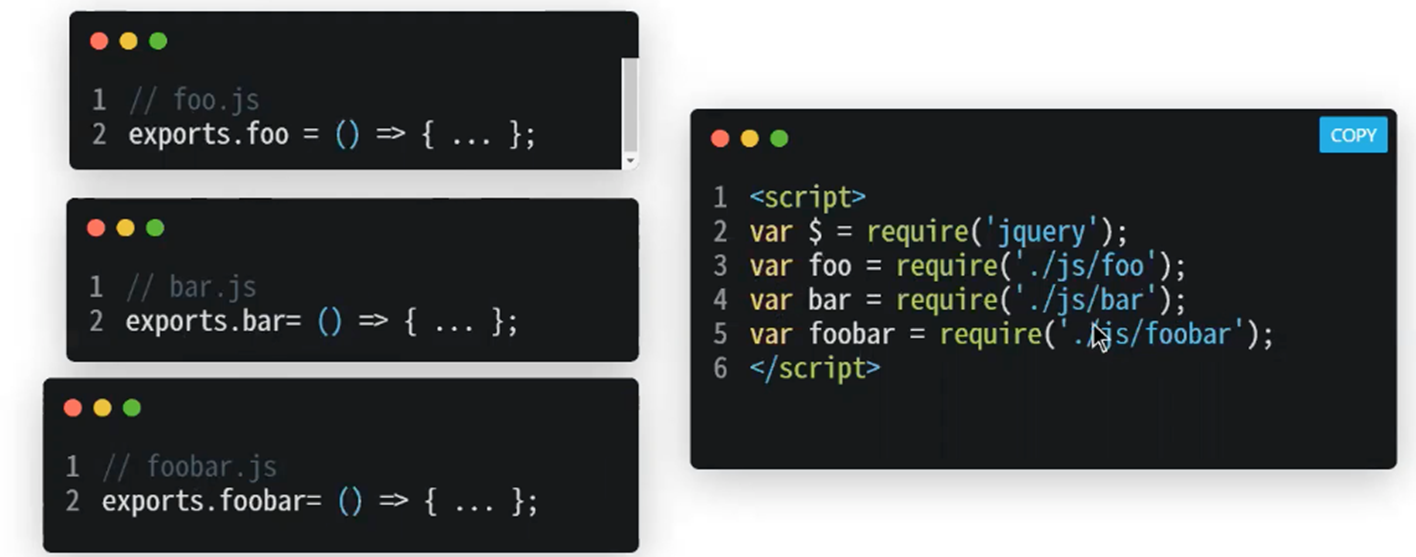 1 // foo.js
2 exports.foo = () => { ... };
1 // bar.js
2 exports.bar= () => { ... };
1 // foobar.js
2 exports.foobar= () => { ... };
COPY
1 <script>
2 var $ = require('jquery');
3 var foo = require('./js/foo');
4 var bar = require('./js/bar');
5 var foobar = require('./js/foobar');
6 </script>